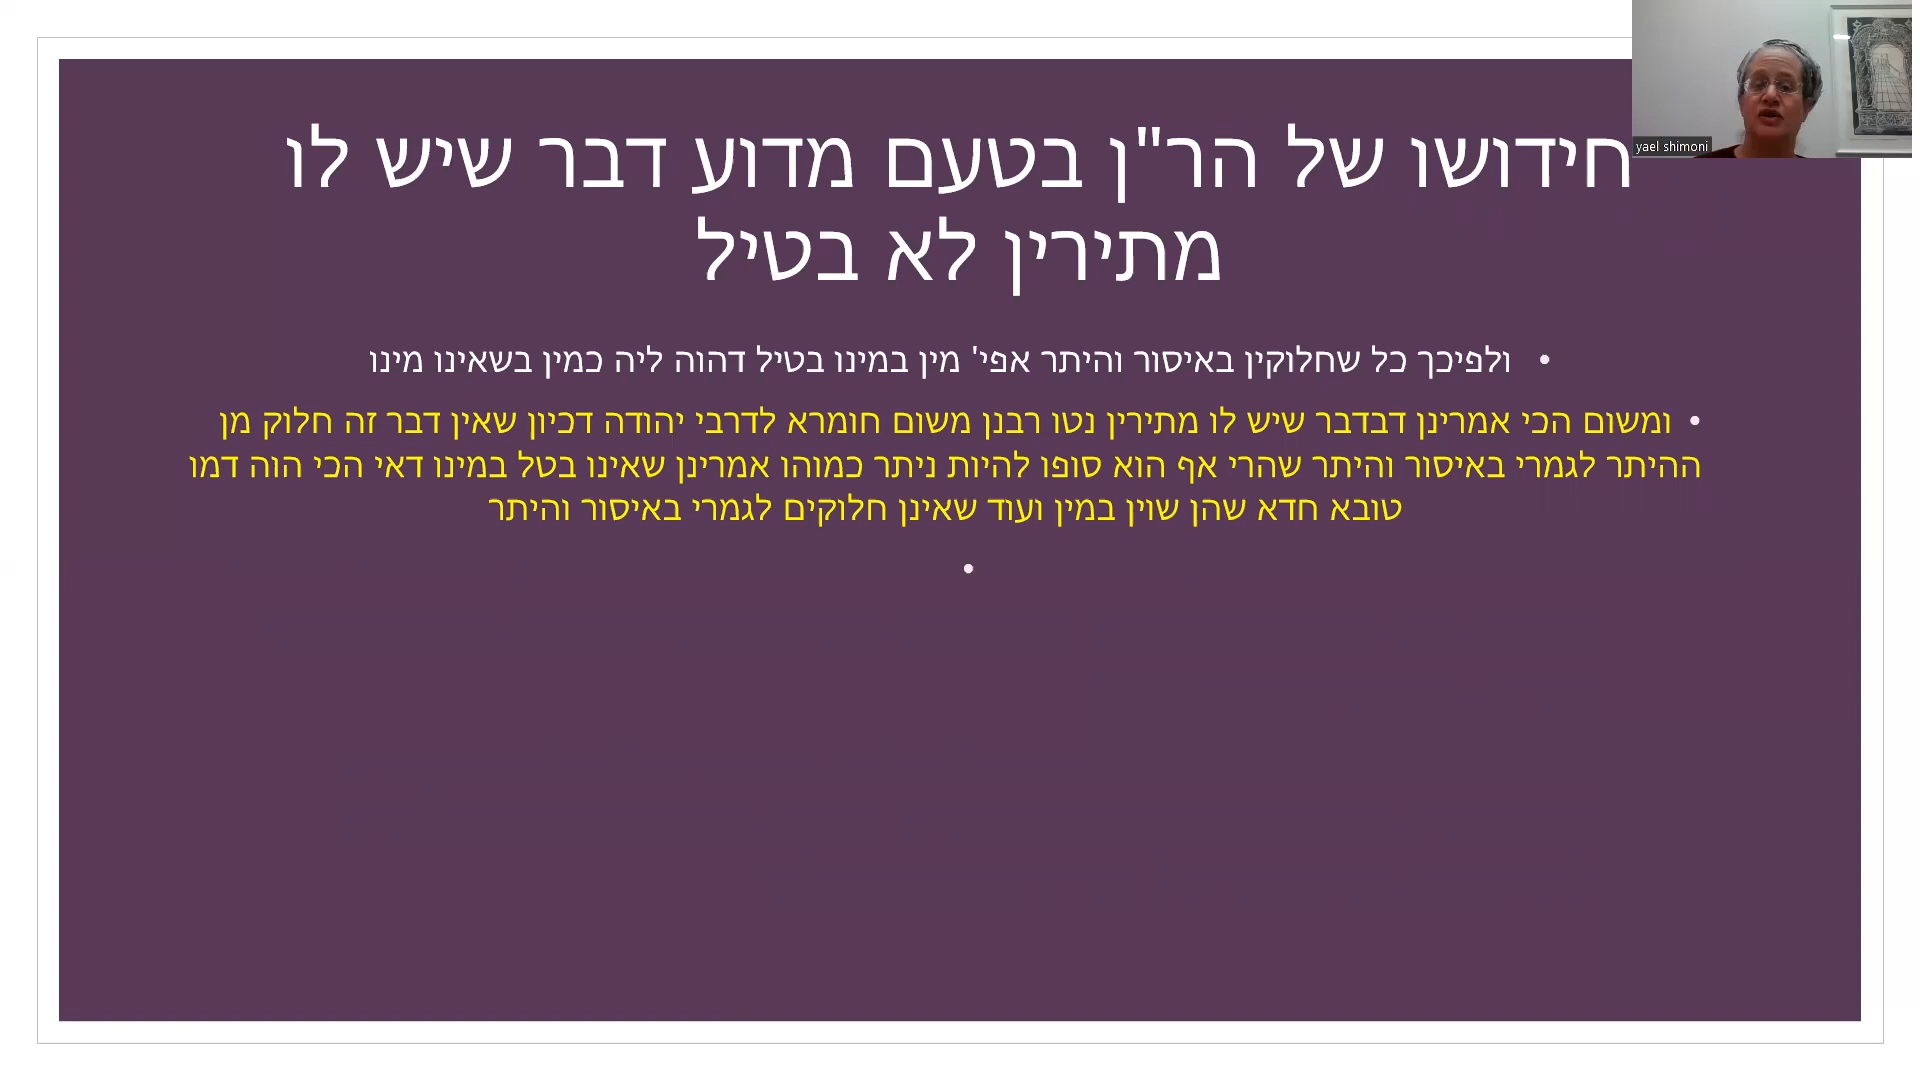 חידושו של הר"ן בטעם מדוע דבר שיש לו
מתירין לא בטיל
• ולפיכך כל שחלוקין באיסור והיתר אפי' מין במינו בטיל דהוה ליה כמין בשאינו מינו
• ומשום הכי אמרינן דבדבר שיש לו מתירין נטו רבנן משום חומרא לדרבי יהודה דכיון שאין דבר זה חלוק מן
ההיתר לגמרי באיסור והיתר שהרי אף הוא סופו להיות ניתר כמוהו אמרינן שאינו בטל במינו דאי הכי הוה דמו
טובא חדא שהן שוין במין ועוד שאינן חלוקים לגמרי באיסור והיתר
•
yael shimoni